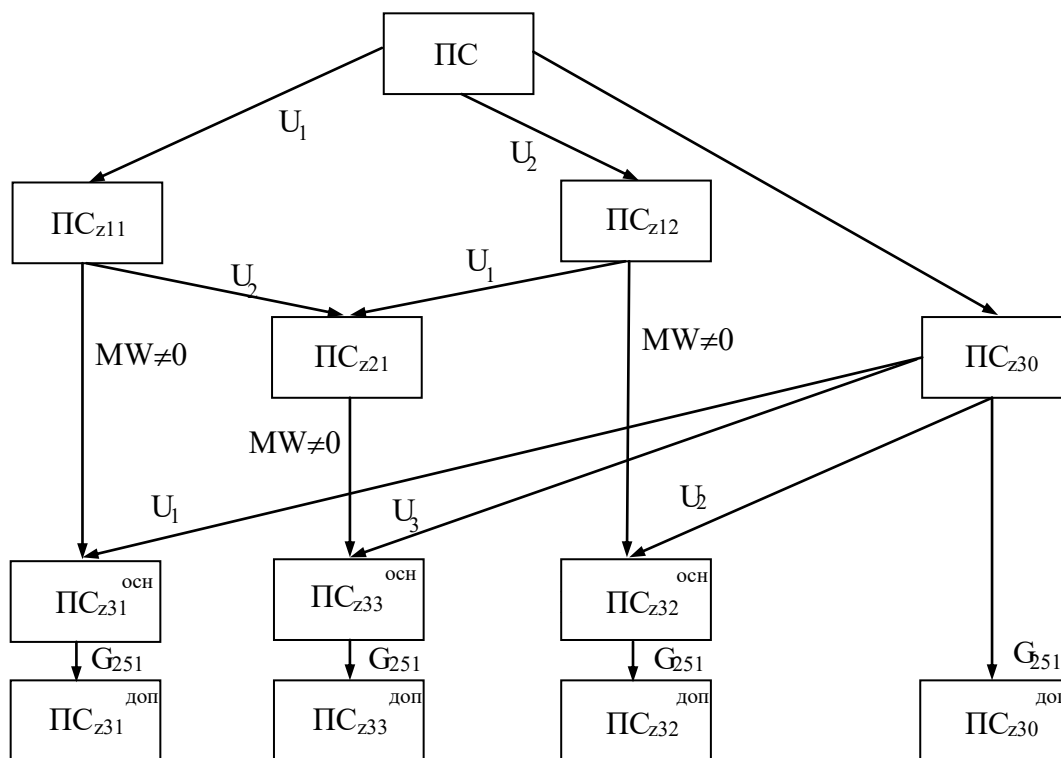 ПС
U1
U2
ПСz11
ПСz12
U2
U1
MW≠0
ПСz21
MW≠0
ПСz30
MW≠0
U1
U3
U2
ПСz31 осн
ПСz33 осн
ПСz32 осн
G251
G251
G251
G251
ПСz31 доп
ПСz33 доп
ПСz32 доп
ПСz30 доп